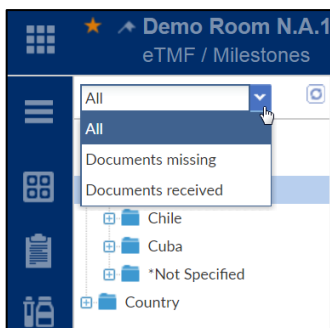 Demo Room N.A.1
eTMF / Milestones
All
All
Documents missing
Documents received
Chile
Cuba
*Not Specified
Country